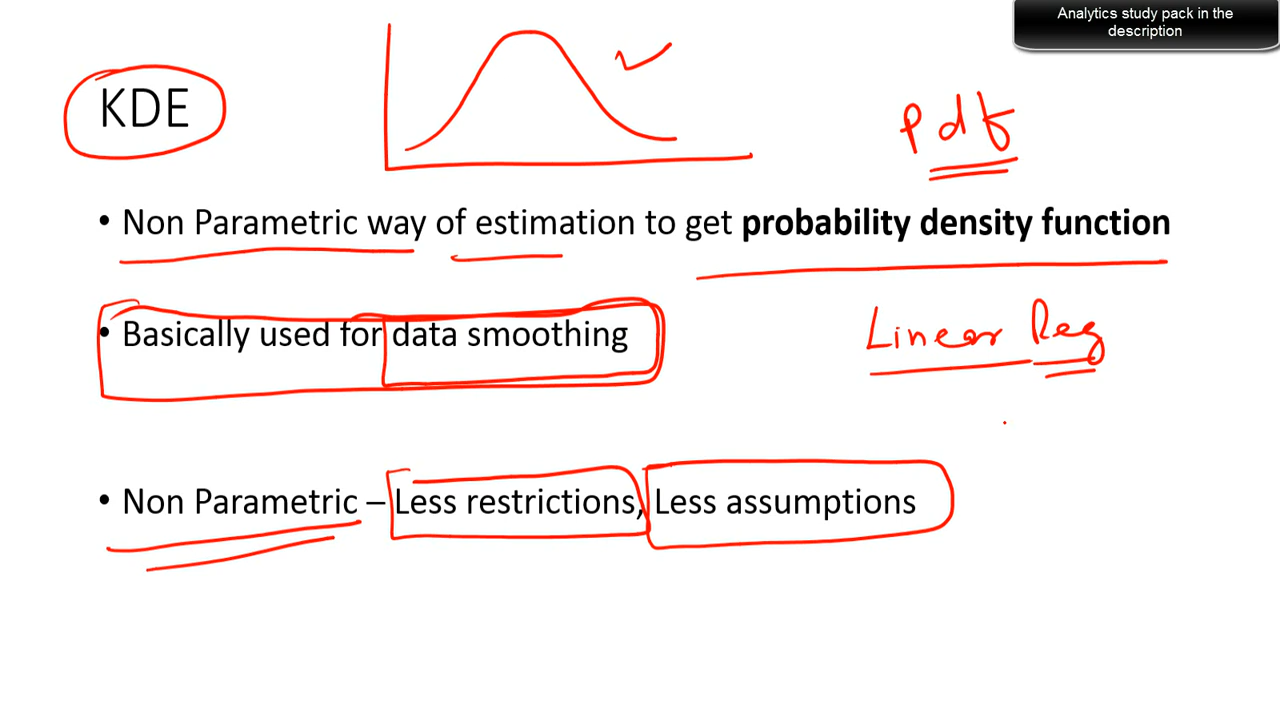 Analytics study pack in the
description
KDE
Pdf
• Non Parametric way of estimation to get probability density function
• Basically used for data smoothing
Linear Reg
• Non Parametric – Less restrictions, Less assumptions